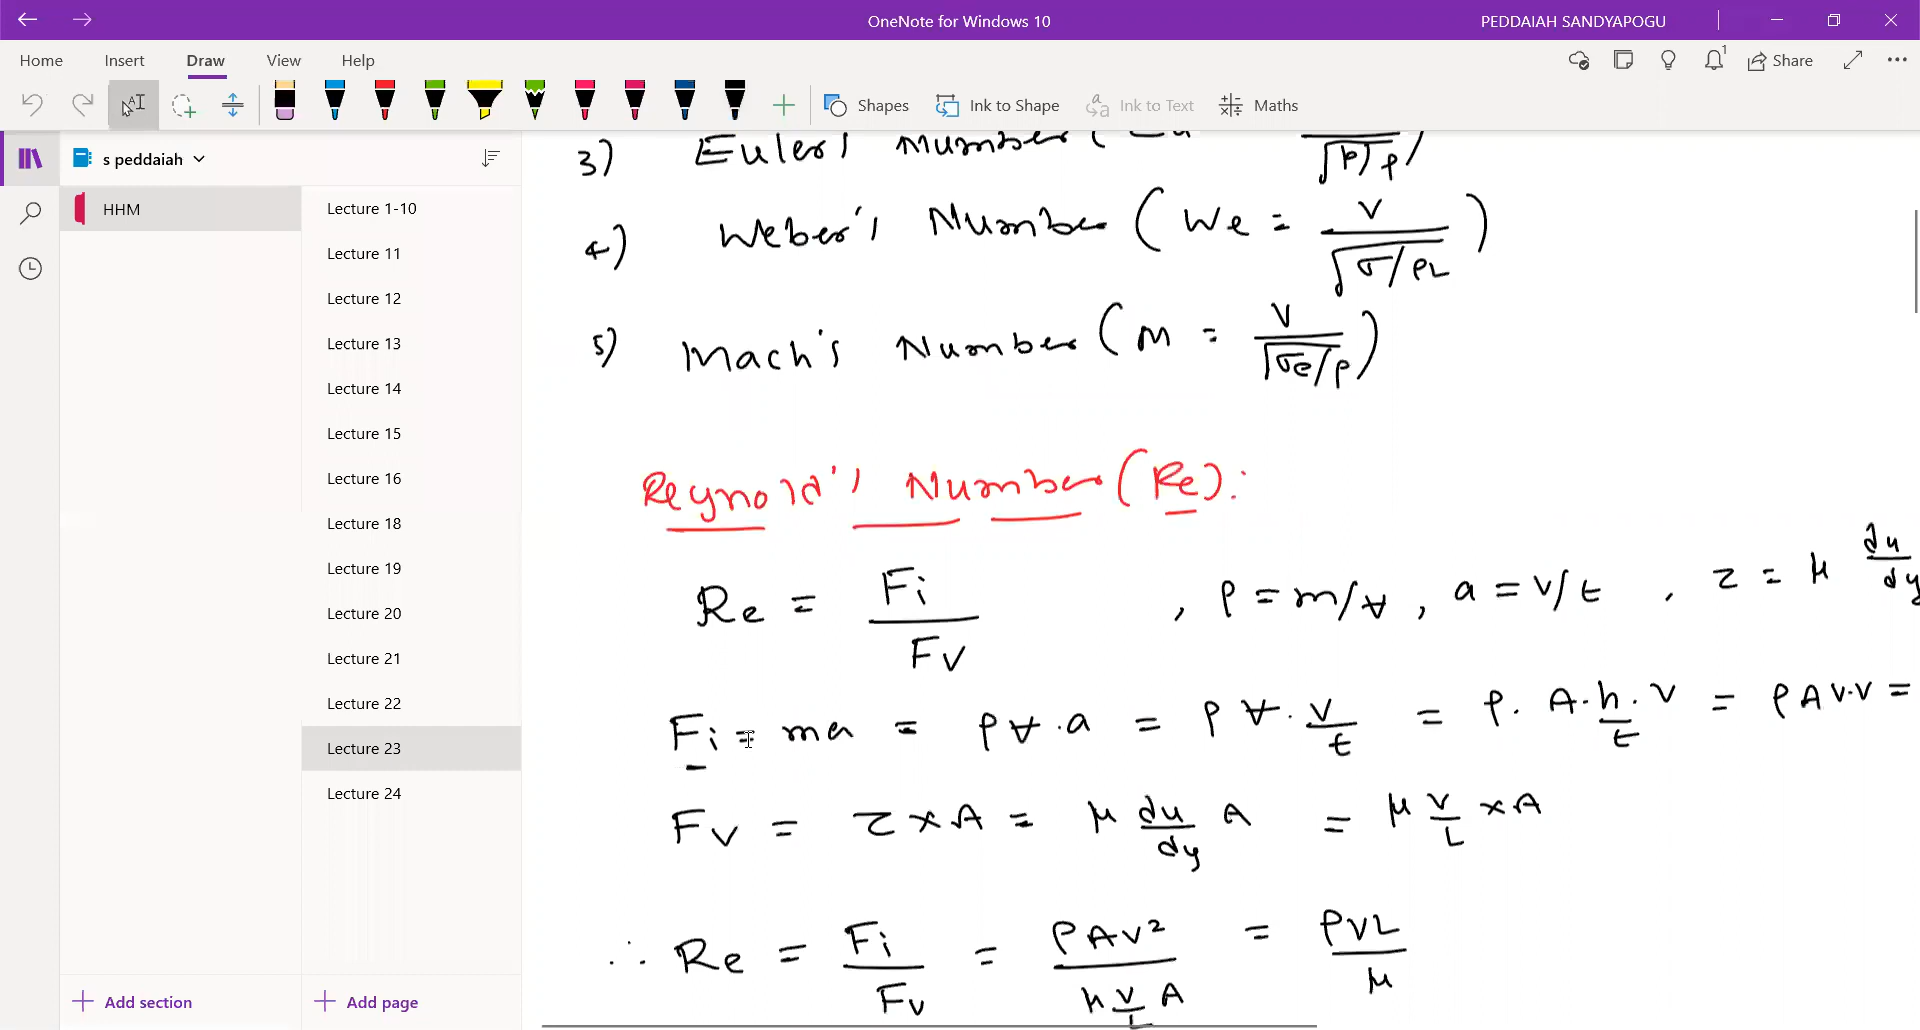 OneNote for Windows 10
PEDDAIAH SANDYAPOGU
Home Insert Draw View Help
1
Share
Shapes Ink to Shape Ink to Text Maths
s peddaiah
HHM
Lecture 1-10
Lecture 11
Lecture 12
Lecture 13
Lecture 14
Lecture 15
Lecture 16
Lecture 18
Lecture 19
Lecture 20
Lecture 21
Lecture 22
Lecture 23
Lecture 24
Add section
Add page
3) Euler's Number (Eu √P/ρ)
4) Weber's Number (We = V/√σ/ρL)
5) Mach's Number (M = V/√σe/ρ)
Reynold's Number (Re):
Re = Fi/Fv , ρ = m/∀, a = v/t , τ = μ du/dy
Fi = ma = ρ∀.a = ρ∀.v/t = ρ.A.h/t.v = ρAV.V =
Fv = τ×A = μ du/dy A = μ v/L ×A
∴ Re = Fi/Fv = ρAV²/μ v/L A = ρVL/μ